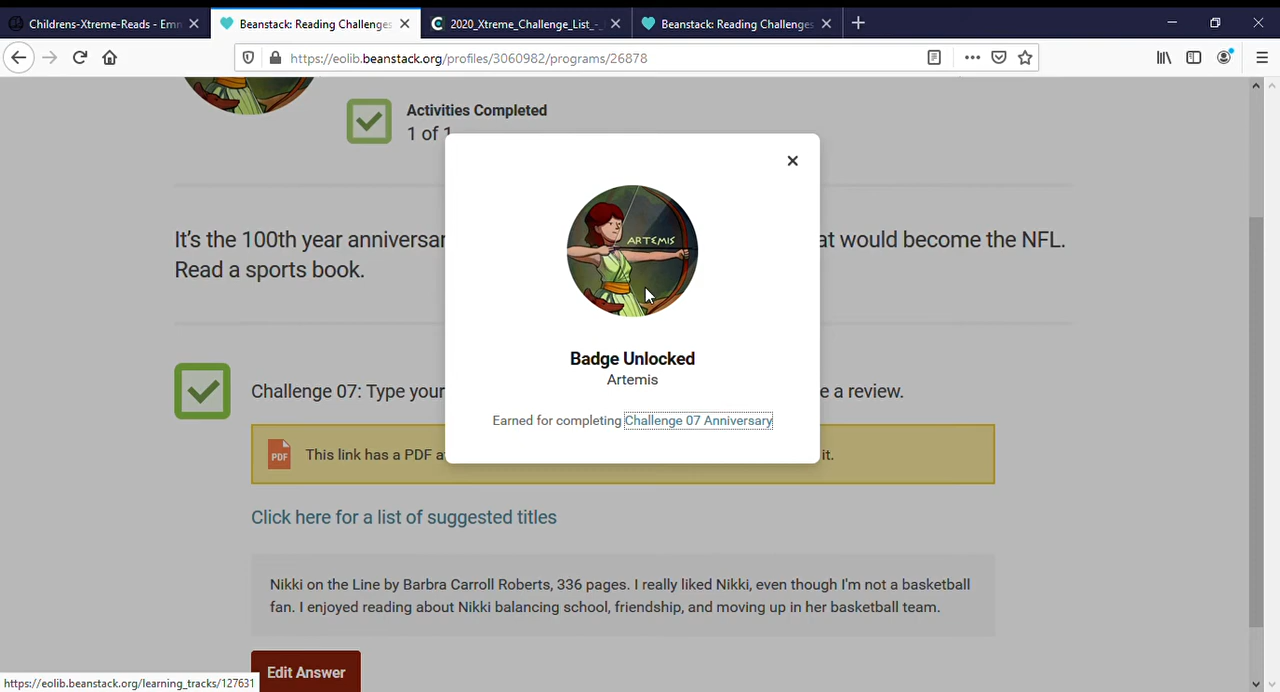 Childrens-Xtreme-Reads - Emm
Beanstack: Reading Challenges
2020_Xtreme_Challenge_List_-
Beanstack: Reading Challenges
https://eolib.beanstack.org/profiles/3060982/programs/26878
Activities Completed
1 of 1
It's the 100th year anniversar
at would become the NFL.
Read a sports book.
ARTEMIS
Badge Unlocked
Artemis
Earned for completing Challenge 07 Anniversary
Challenge 07: Type your
e a review.
PDF
This link has a PDF a
it.
Click here for a list of suggested titles
Nikki on the Line by Barbra Carroll Roberts, 336 pages. I really liked Nikki, even though I'm not a basketball
fan. I enjoyed reading about Nikki balancing school, friendship, and moving up in her basketball team.
Edit Answer
https://eolib.beanstack.org/learning_tracks/127631